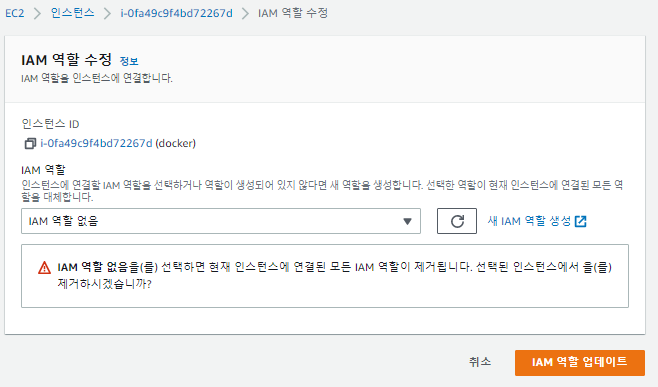 EC2 > 인스턴스 > i-0fa49c9f4bd72267d > IAM 역할 수정
IAM 역할 수정 정보
IAM 역할을 인스턴스에 연결합니다.
인스턴스 ID
i-0fa49c9f4bd72267d (docker)
IAM 역할
인스턴스에 연결할 IAM 역할을 선택하거나 역할이 생성되어 있지 않다면 새 역할을 생성합니다. 선택한 역할이 현재 인스턴스에 연결된 모든 역
할을 대체합니다.
IAM 역할 없음 새 IAM 역할 생성
IAM 역할 없음을(를) 선택하면 현재 인스턴스에 연결된 모든 IAM 역할이 제거됩니다. 선택된 인스턴스에서 을(를)
제거하시겠습니까?
취소 IAM 역할 업데이트